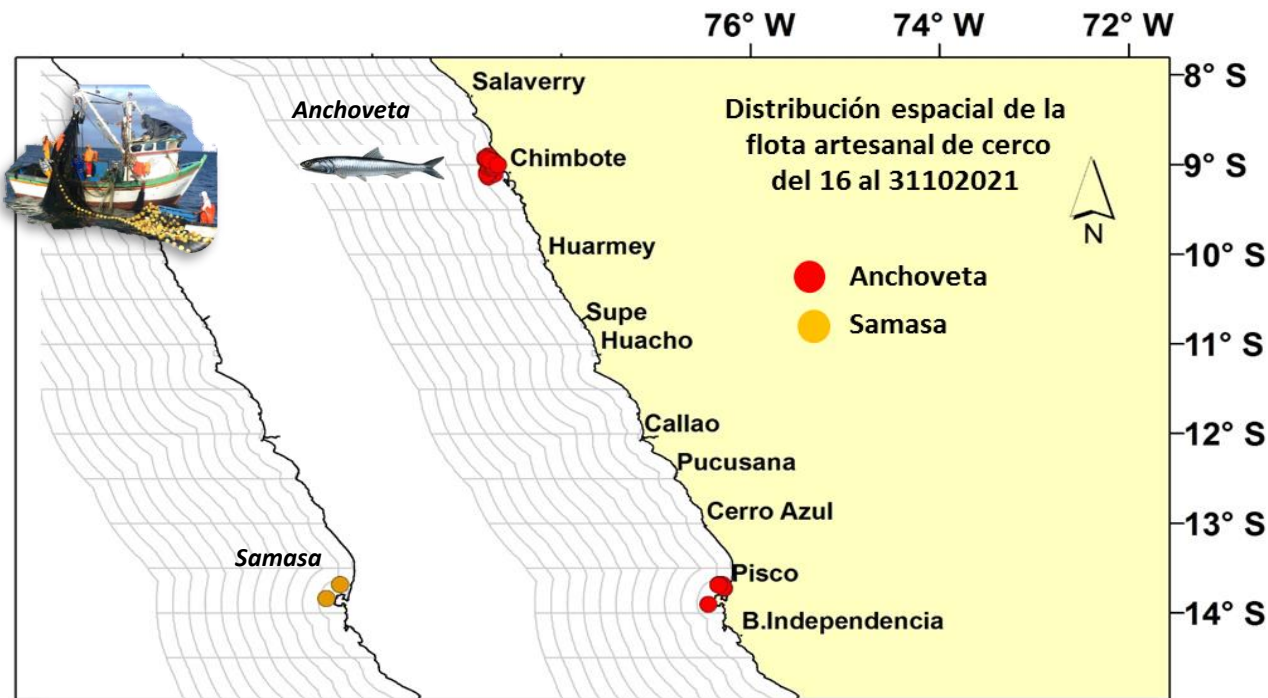 76° W
74° W
72° W
8° S
Salaverry
Anchoveta
Distribución espacial de la
flota artesanal de cerco
del 16 al 31102021
Chimbote
9° S
N
Huarmey
10° S
Anchoveta
Supe
Samasa
Huacho
11° S
Callao
12° S
Pucusana
Cerro Azul
13° S
Samasa
Pisco
B.Independencia
14° S